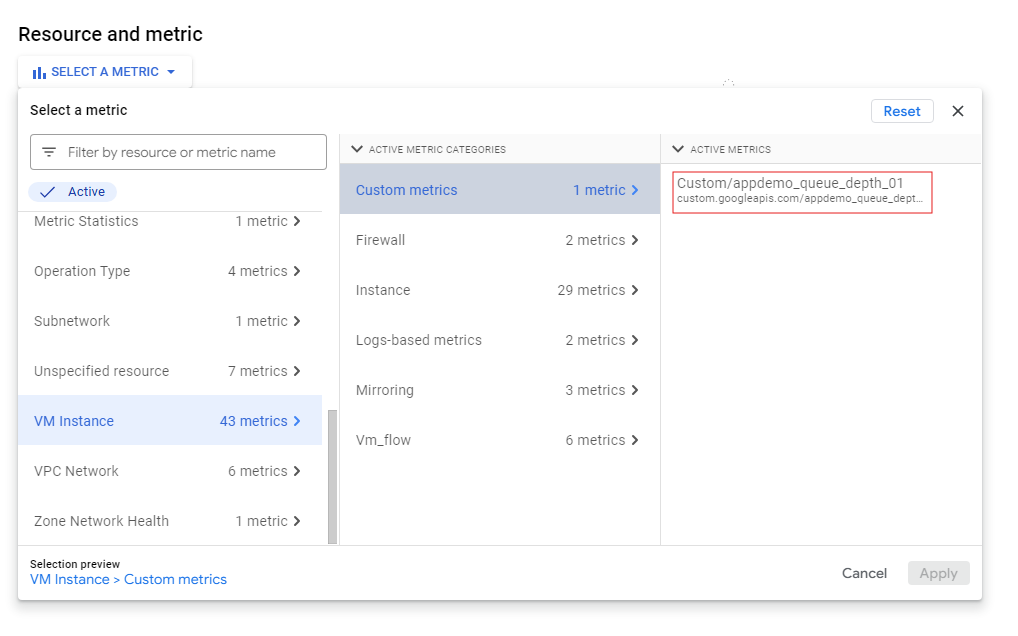 Resource and metric
SELECT A METRIC
Select a metric
Reset
Filter by resource or metric name
Active
Metric Statistics 1 metric
Operation Type 4 metrics
Subnetwork 1 metric
Unspecified resource 7 metrics
VM Instance 43 metrics
VPC Network 6 metrics
Zone Network Health 1 metric
ACTIVE METRIC CATEGORIES
Custom metrics 1 metric
Firewall 2 metrics
Instance 29 metrics
Logs-based metrics 2 metrics
Mirroring 3 metrics
Vm_flow 6 metrics
ACTIVE METRICS
Custom/appdemo_queue_depth_01
custom.googleapis.com/appdemo_queue_dept...
Selection preview
VM Instance > Custom metrics
Cancel
Apply